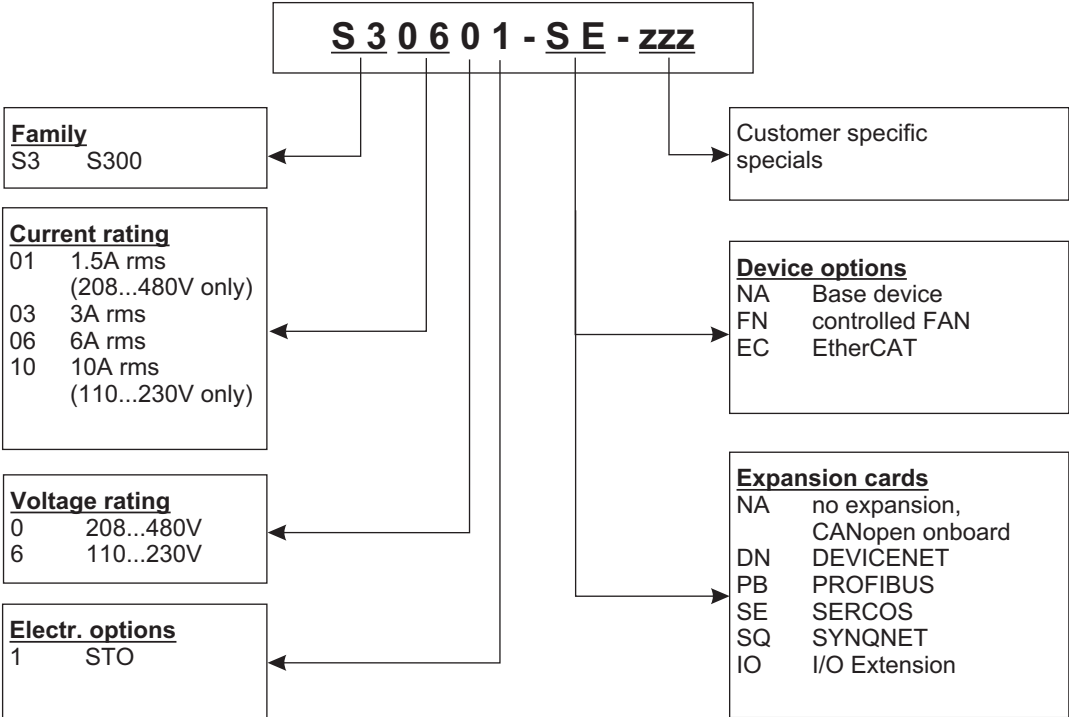 S 3 0 6 0 1 - S E - zzz
Family
S3 S300
Current rating
01 1.5A rms
(208...480V only)
03 3A rms
06 6A rms
10 10A rms
(110...230V only)
Voltage rating
0 208...480V
6 110...230V
Electr. options
1 STO
Customer specific
specials
Device options
NA Base device
FN controlled FAN
EC EtherCAT
Expansion cards
NA no expansion,
CANopen onboard
DN DEVICENET
PB PROFIBUS
SE SERCOS
SQ SYNQNET
IO I/O Extension